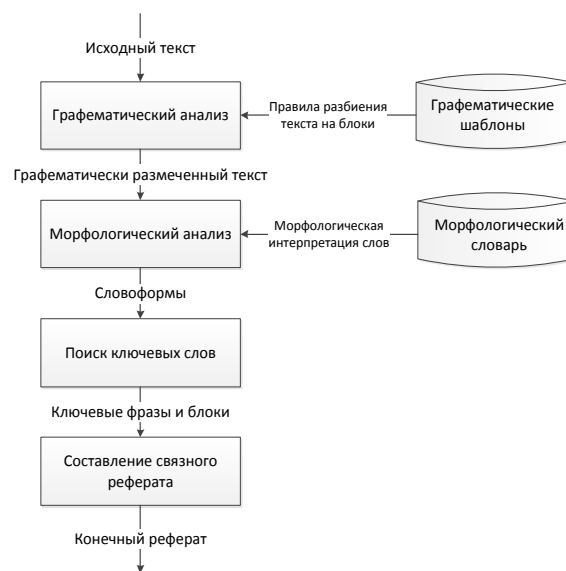 Исходный текст
Графематический анализ
Правила разбиения
текста на блоки
Графематические
шаблоны
Графематически размеченный текст
Морфологический анализ
Морфологическая
интерпретация слов
Морфологический
словарь
Словоформы
Поиск ключевых слов
Ключевые фразы и блоки
Составление связного
реферата
Конечный реферат